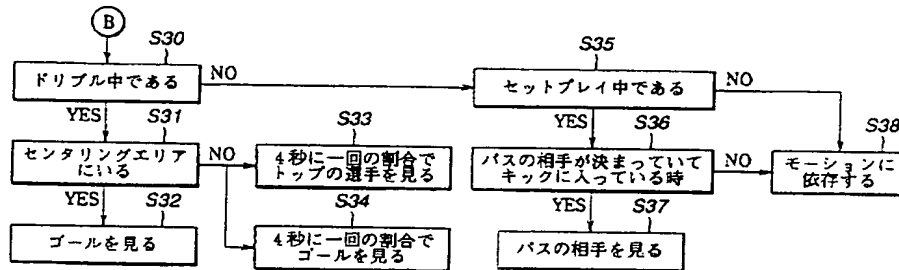 B
S30
ドリブル中である
NO
YES
S31
センタリングエリア
にいる
NO
YES
S32
ゴールを見る
S33
4秒に一回の割合で
トップの選手を見る
S34
4秒に一回の割合で
ゴールを見る
S35
セットプレイ中である
NO
YES
S36
パスの相手が決まっていて
キックに入っている時
NO
YES
S37
パスの相手を見る
S38
モーションに
依存する